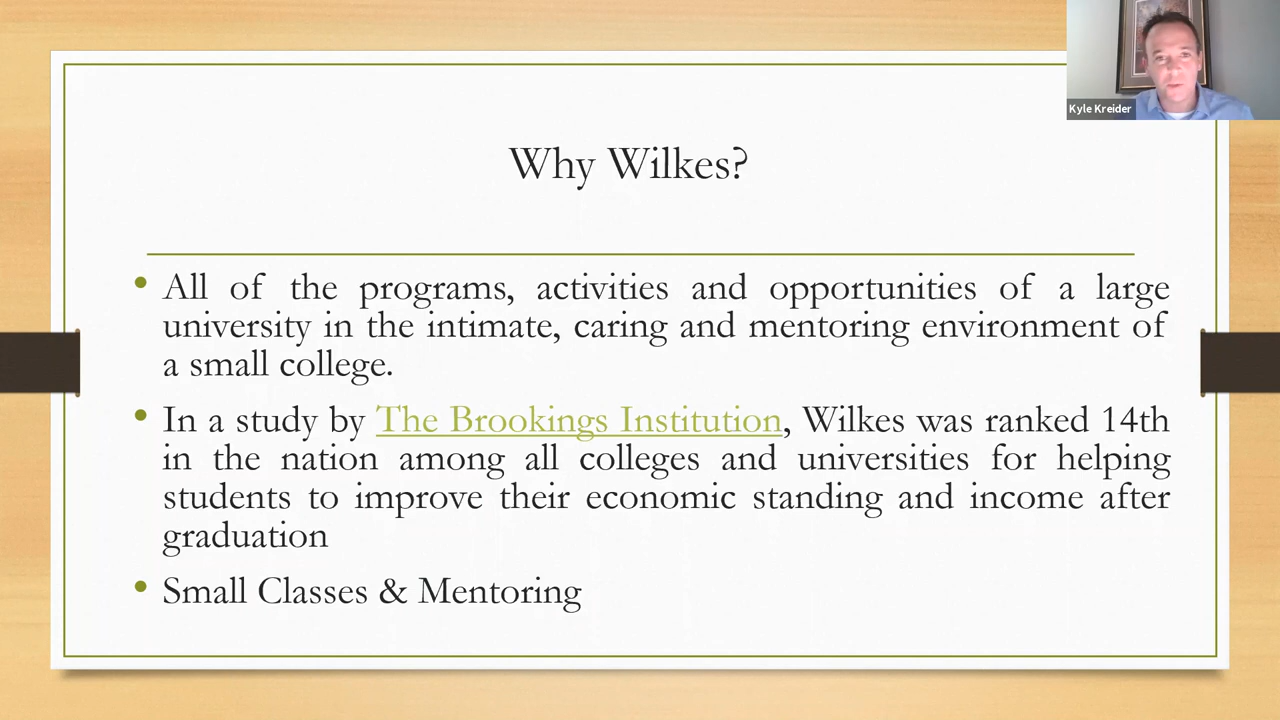 Kyle Kreider
Why Wilkes?
• All of the programs, activities and opportunities of a large
university in the intimate, caring and mentoring environment of
a small college.
• In a study by The Brookings Institution, Wilkes was ranked 14th
in the nation among all colleges and universities for helping
students to improve their economic standing and income after
graduation
• Small Classes & Mentoring